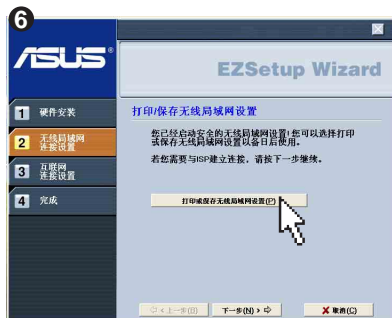 6
ASUS®
EZSetup Wizard
1 硬件安装
2 无线局域网
连接设置
3 互联网
连接设置
4 完成
打印/保存无线局域网设置
您已经启动安全的无线局域网设置!您可以选择打印
或保存无线局域网设置以备日后使用。
若您需要与ISP建立连接，请按下一步继续。
打印或保存无线局域网设置(P)
< 上一步(B)
下一步(N) >
取消(C)